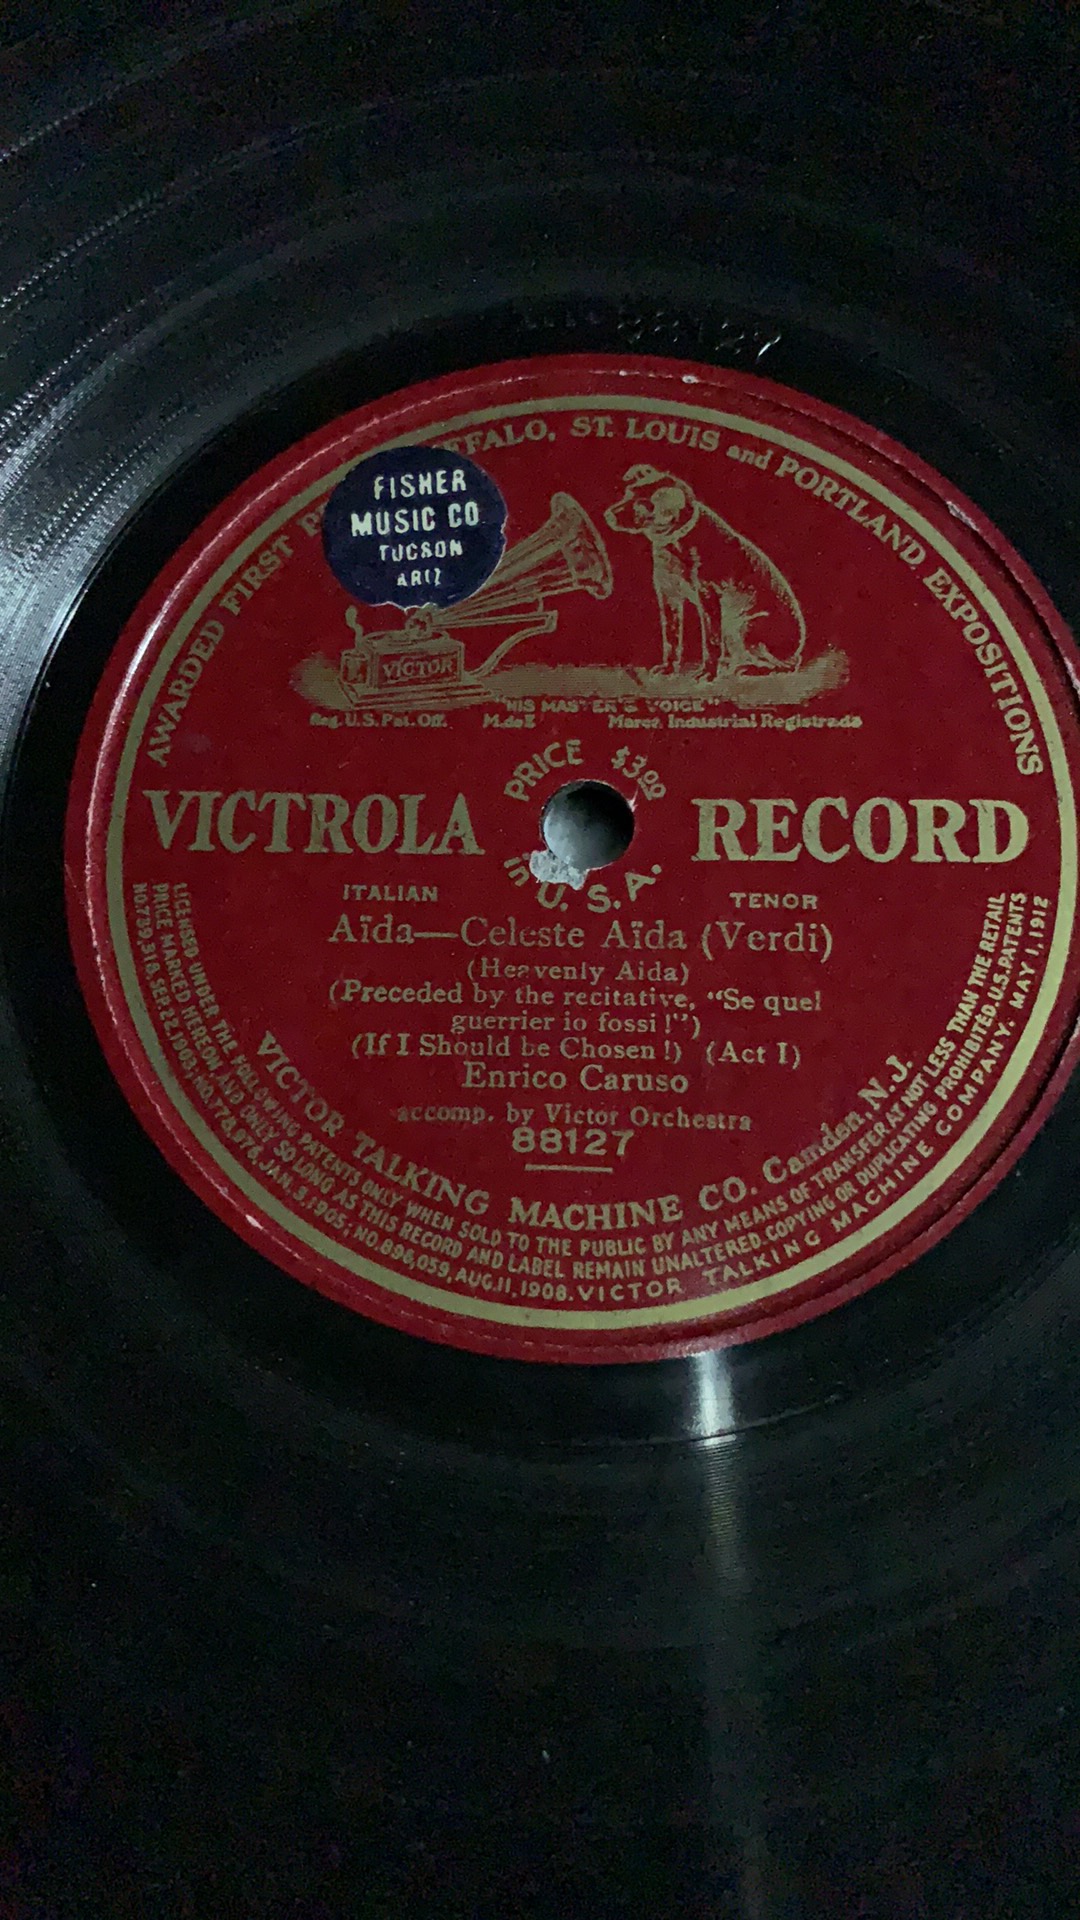 88127
AWARDED FIRST BUFFALO, ST. LOUIS and PORTLAND EXPOSITIONS
FISHER
MUSIC CO
TUCSON
ARIZ
VICTOR
"HIS MASTER'S VOICE"
Reg. U.S. Pat. Off. M. de F. Marca Industrial Registrada
PRICE $3.00
VICTROLA RECORD
in U.S.A.
ITALIAN TENOR
Aïda—Celeste Aïda (Verdi)
(Heavenly Aida)
(Preceded by the recitative, "Se quel
guerrier io fossi!")
(If I Should be Chosen!) (Act I)
Enrico Caruso
accomp. by Victor Orchestra
88127
VICTOR TALKING MACHINE CO. Camden, N.J.
LICENSED UNDER THE FOLLOWING PATENTS ONLY WHEN SOLD TO THE PUBLIC BY ANY MEANS OF TRANSFER AT NOT LESS THAN THE RETAIL
PRICE MARKED HEREON AND ONLY SO LONG AS THIS RECORD AND LABEL REMAIN UNALTERED. COPYING OR DUPLICATING PROHIBITED. U.S. PATENTS
NO. 739,318, SEP. 22, 1903; NO. 778,976, JAN. 3, 1905; NO. 896,059, AUG. 11, 1908. VICTOR TALKING MACHINE COMPANY. MAY 1, 1912